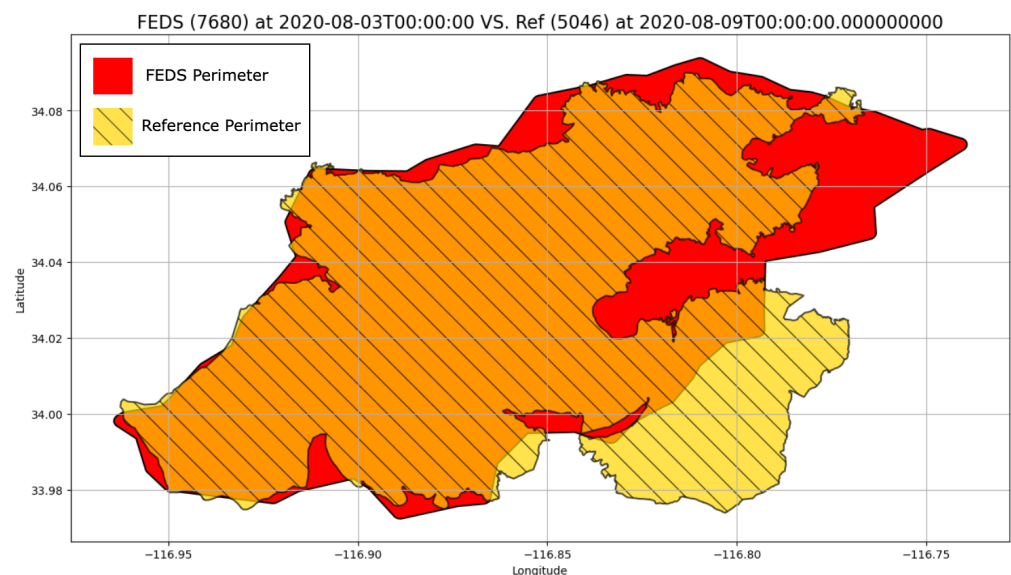 FEDS (7680) at 2020-08-03T00:00:00 VS. Ref (5046) at 2020-08-09T00:00:00.000000000
FEDS Perimeter
Reference Perimeter
34.08
34.06
34.04
34.02
34.00
33.98
Latitude
−116.95
−116.90
−116.85
−116.80
−116.75
Longitude